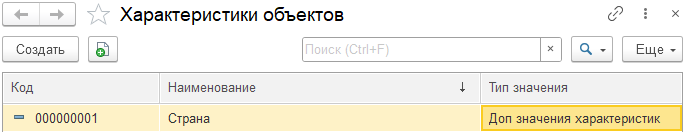 Характеристики объектов
Создать Поиск (Ctrl+F) Еще
Код Наименование Тип значения
000000001 Страна Доп значения характеристик